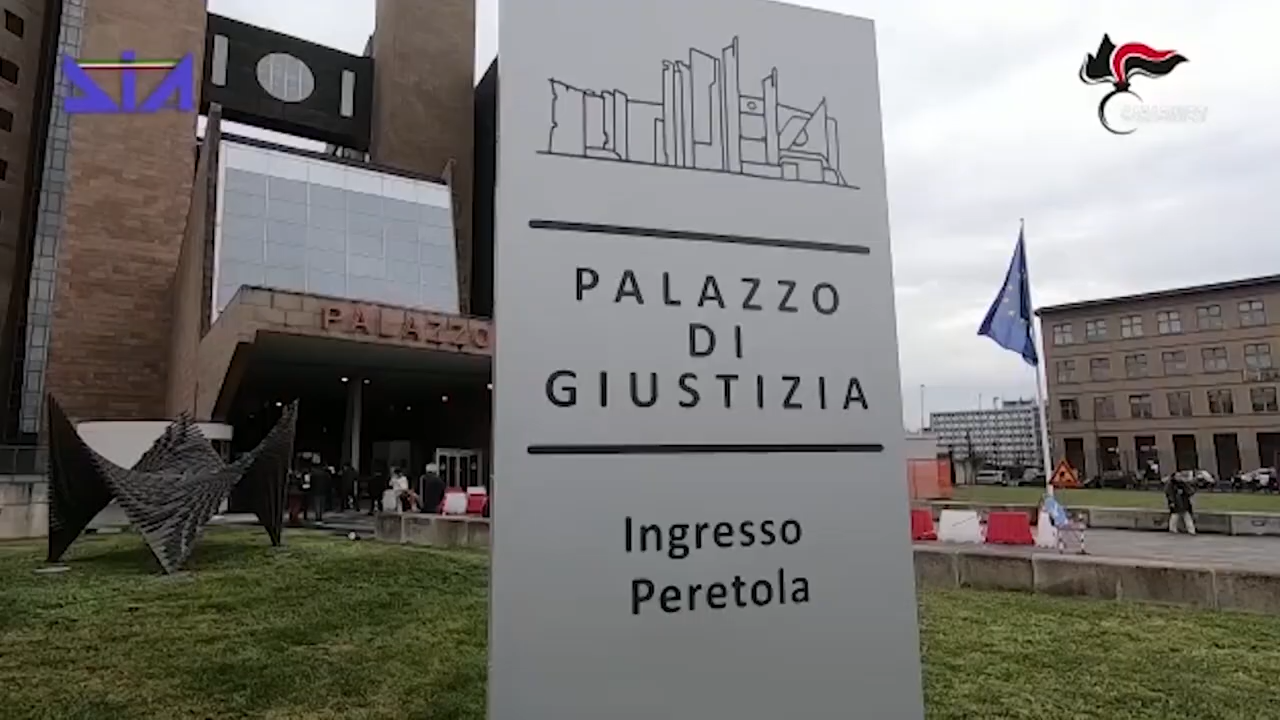 DIA
PALAZZO
PALAZZO
DI
GIUSTIZIA
Ingresso
Peretola